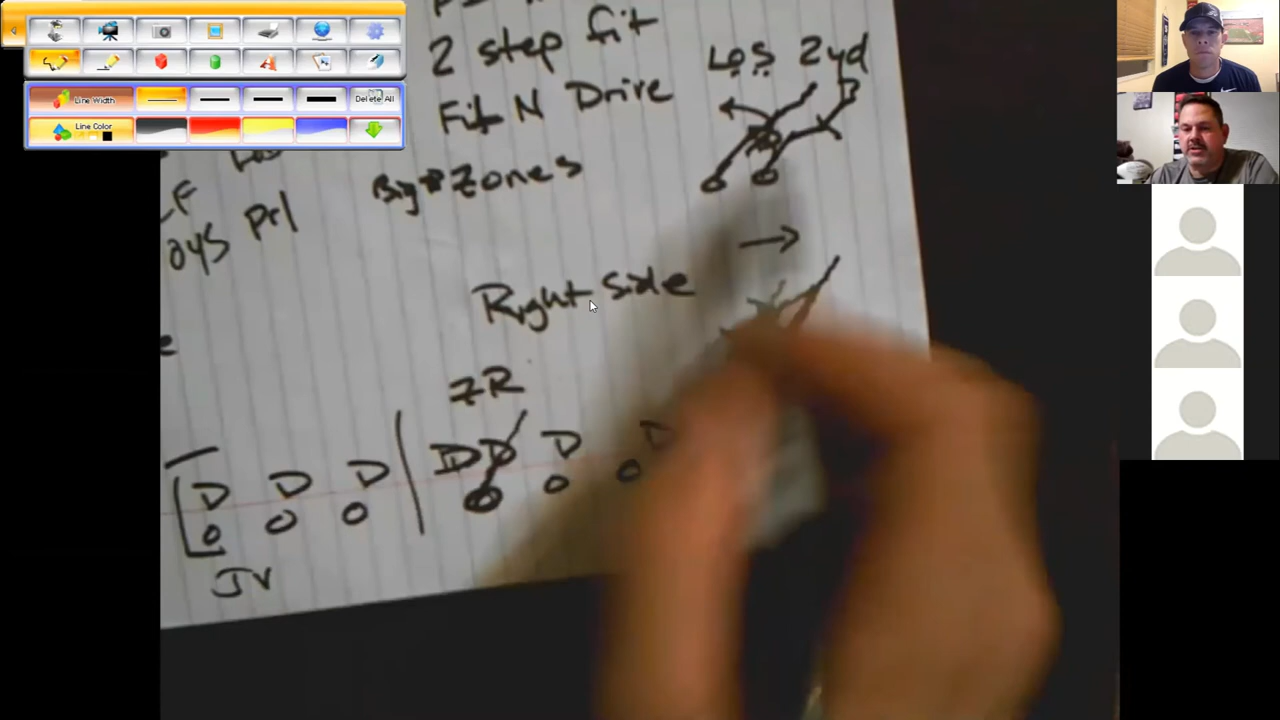 Line Width
Delete All
Line Color
2 step fit
Fit N Drive
Big Zones
LOS 2yd
B
Right side
ZR
D D D DD D D
O O O O O O
JV